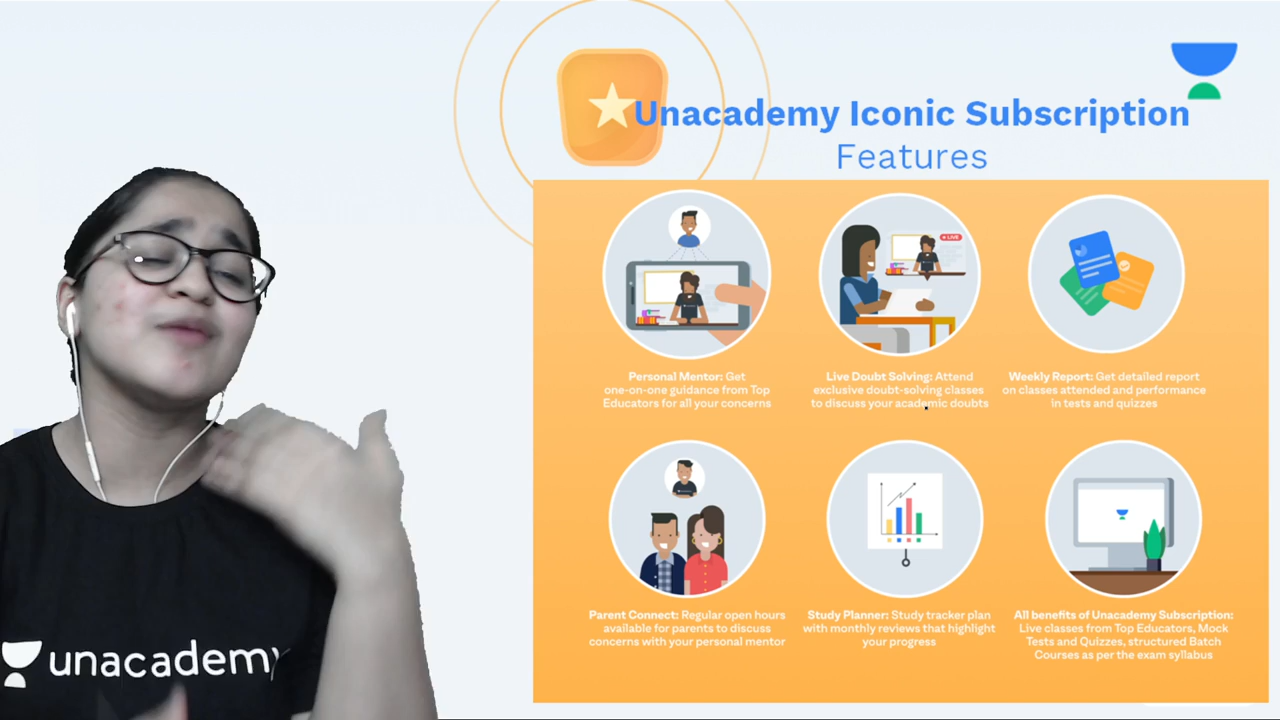 Unacademy Iconic Subscription
Features
LIVE
Personal Mentor: Get
one-on-one guidance from Top
Educators for all your concerns
Live Doubt Solving: Attend
exclusive doubt-solving classes
to discuss your academic doubts
Weekly Report: Get detailed report
on classes attended and performance
in tests and quizzes
Parent Connect: Regular open hours
available for parents to discuss
concerns with your personal mentor
Study Planner: Study tracker plan
with monthly reviews that highlight
your progress
All benefits of Unacademy Subscription:
Live classes from Top Educators, Mock
Tests and Quizzes, structured Batch
Courses as per the exam syllabus
unacademy